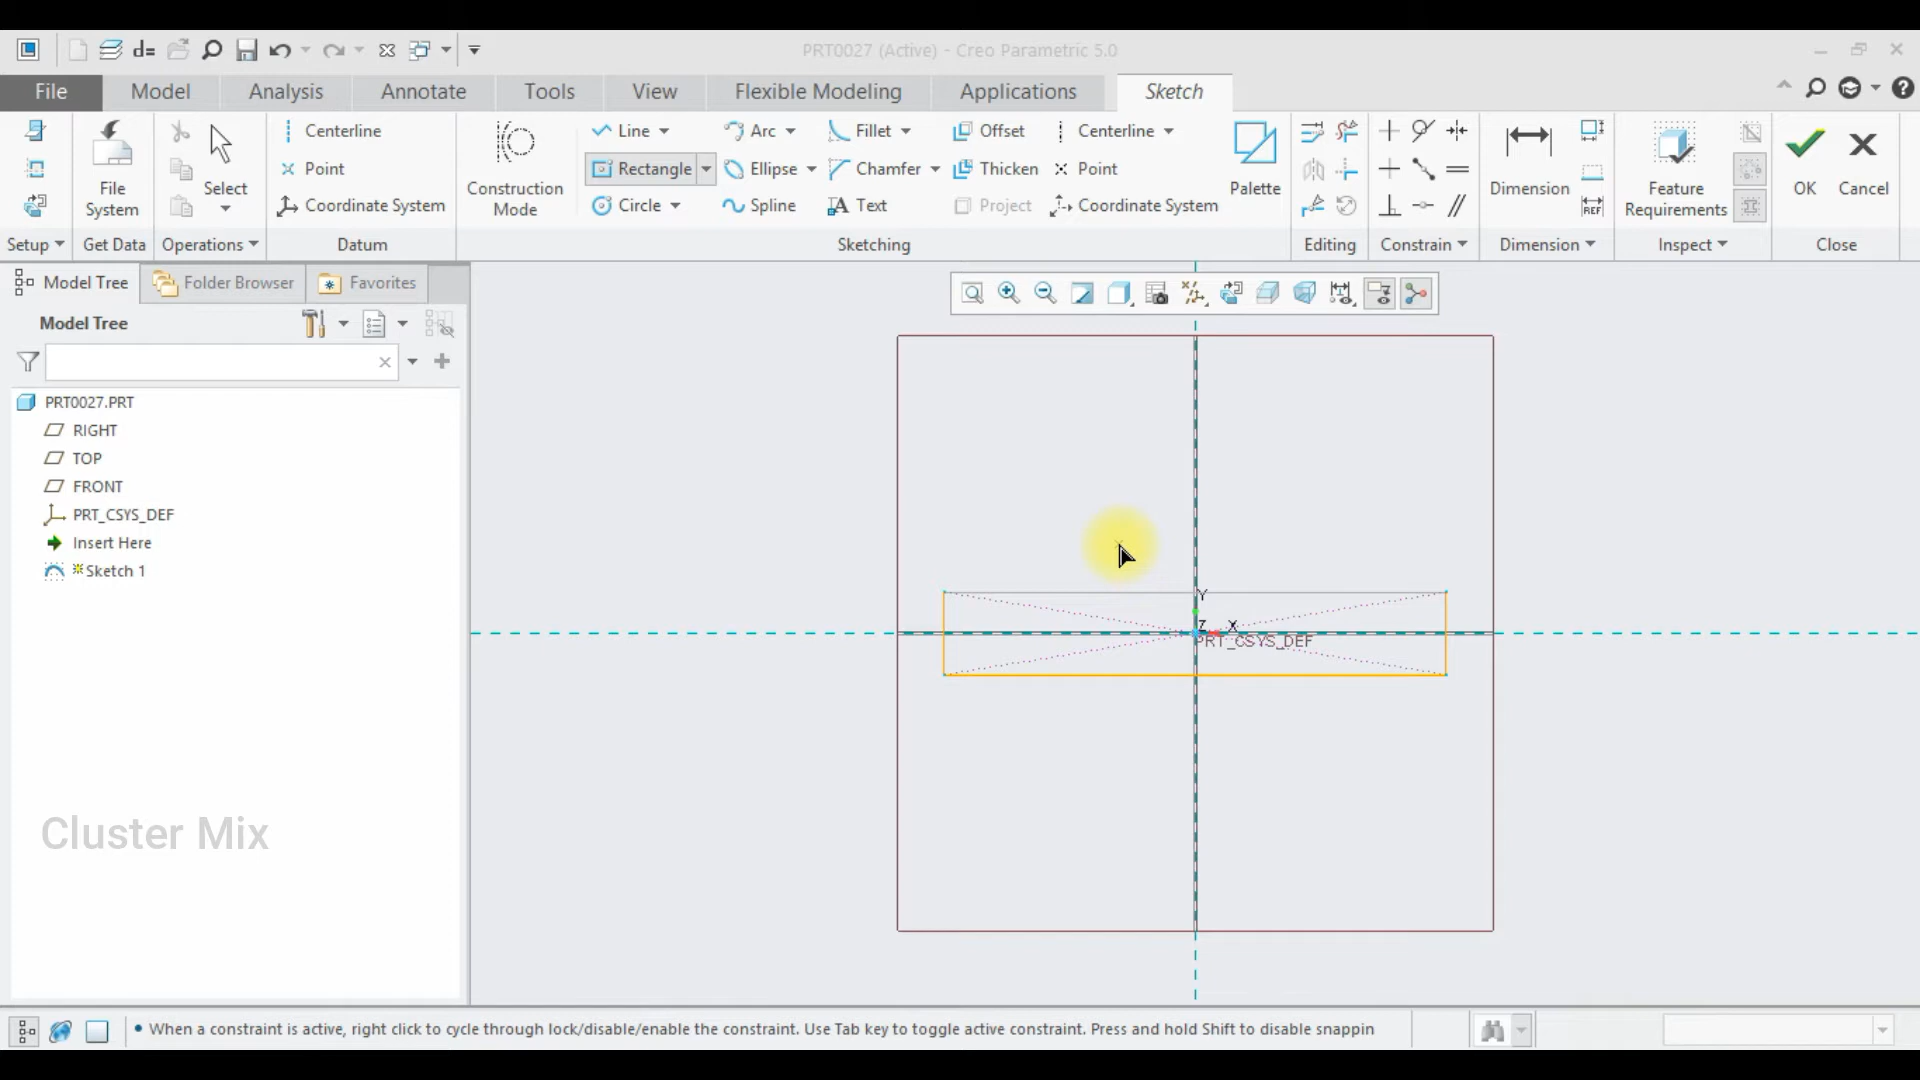 PRT0027 (Active) - Creo Parametric 5.0
d=
File Model Analysis Annotate Tools View Flexible Modeling Applications Sketch
Centerline Line Arc Fillet Offset Centerline
Point Rectangle Ellipse Chamfer Thicken Point
File System Select Coordinate System Construction Mode Circle Spline Text Project Coordinate System Palette Dimension REF Feature Requirements OK Cancel
Setup Get Data Operations Datum Sketching Editing Constrain Dimension Inspect Close
Model Tree Folder Browser Favorites
Model Tree
PRT0027.PRT
RIGHT
TOP
FRONT
PRT_CSYS_DEF
Insert Here
Sketch 1
Y
Z X
PRT_CSYS_DEF
Cluster Mix
• When a constraint is active, right click to cycle through lock/disable/enable the constraint. Use Tab key to toggle active constraint. Press and hold Shift to disable snappin